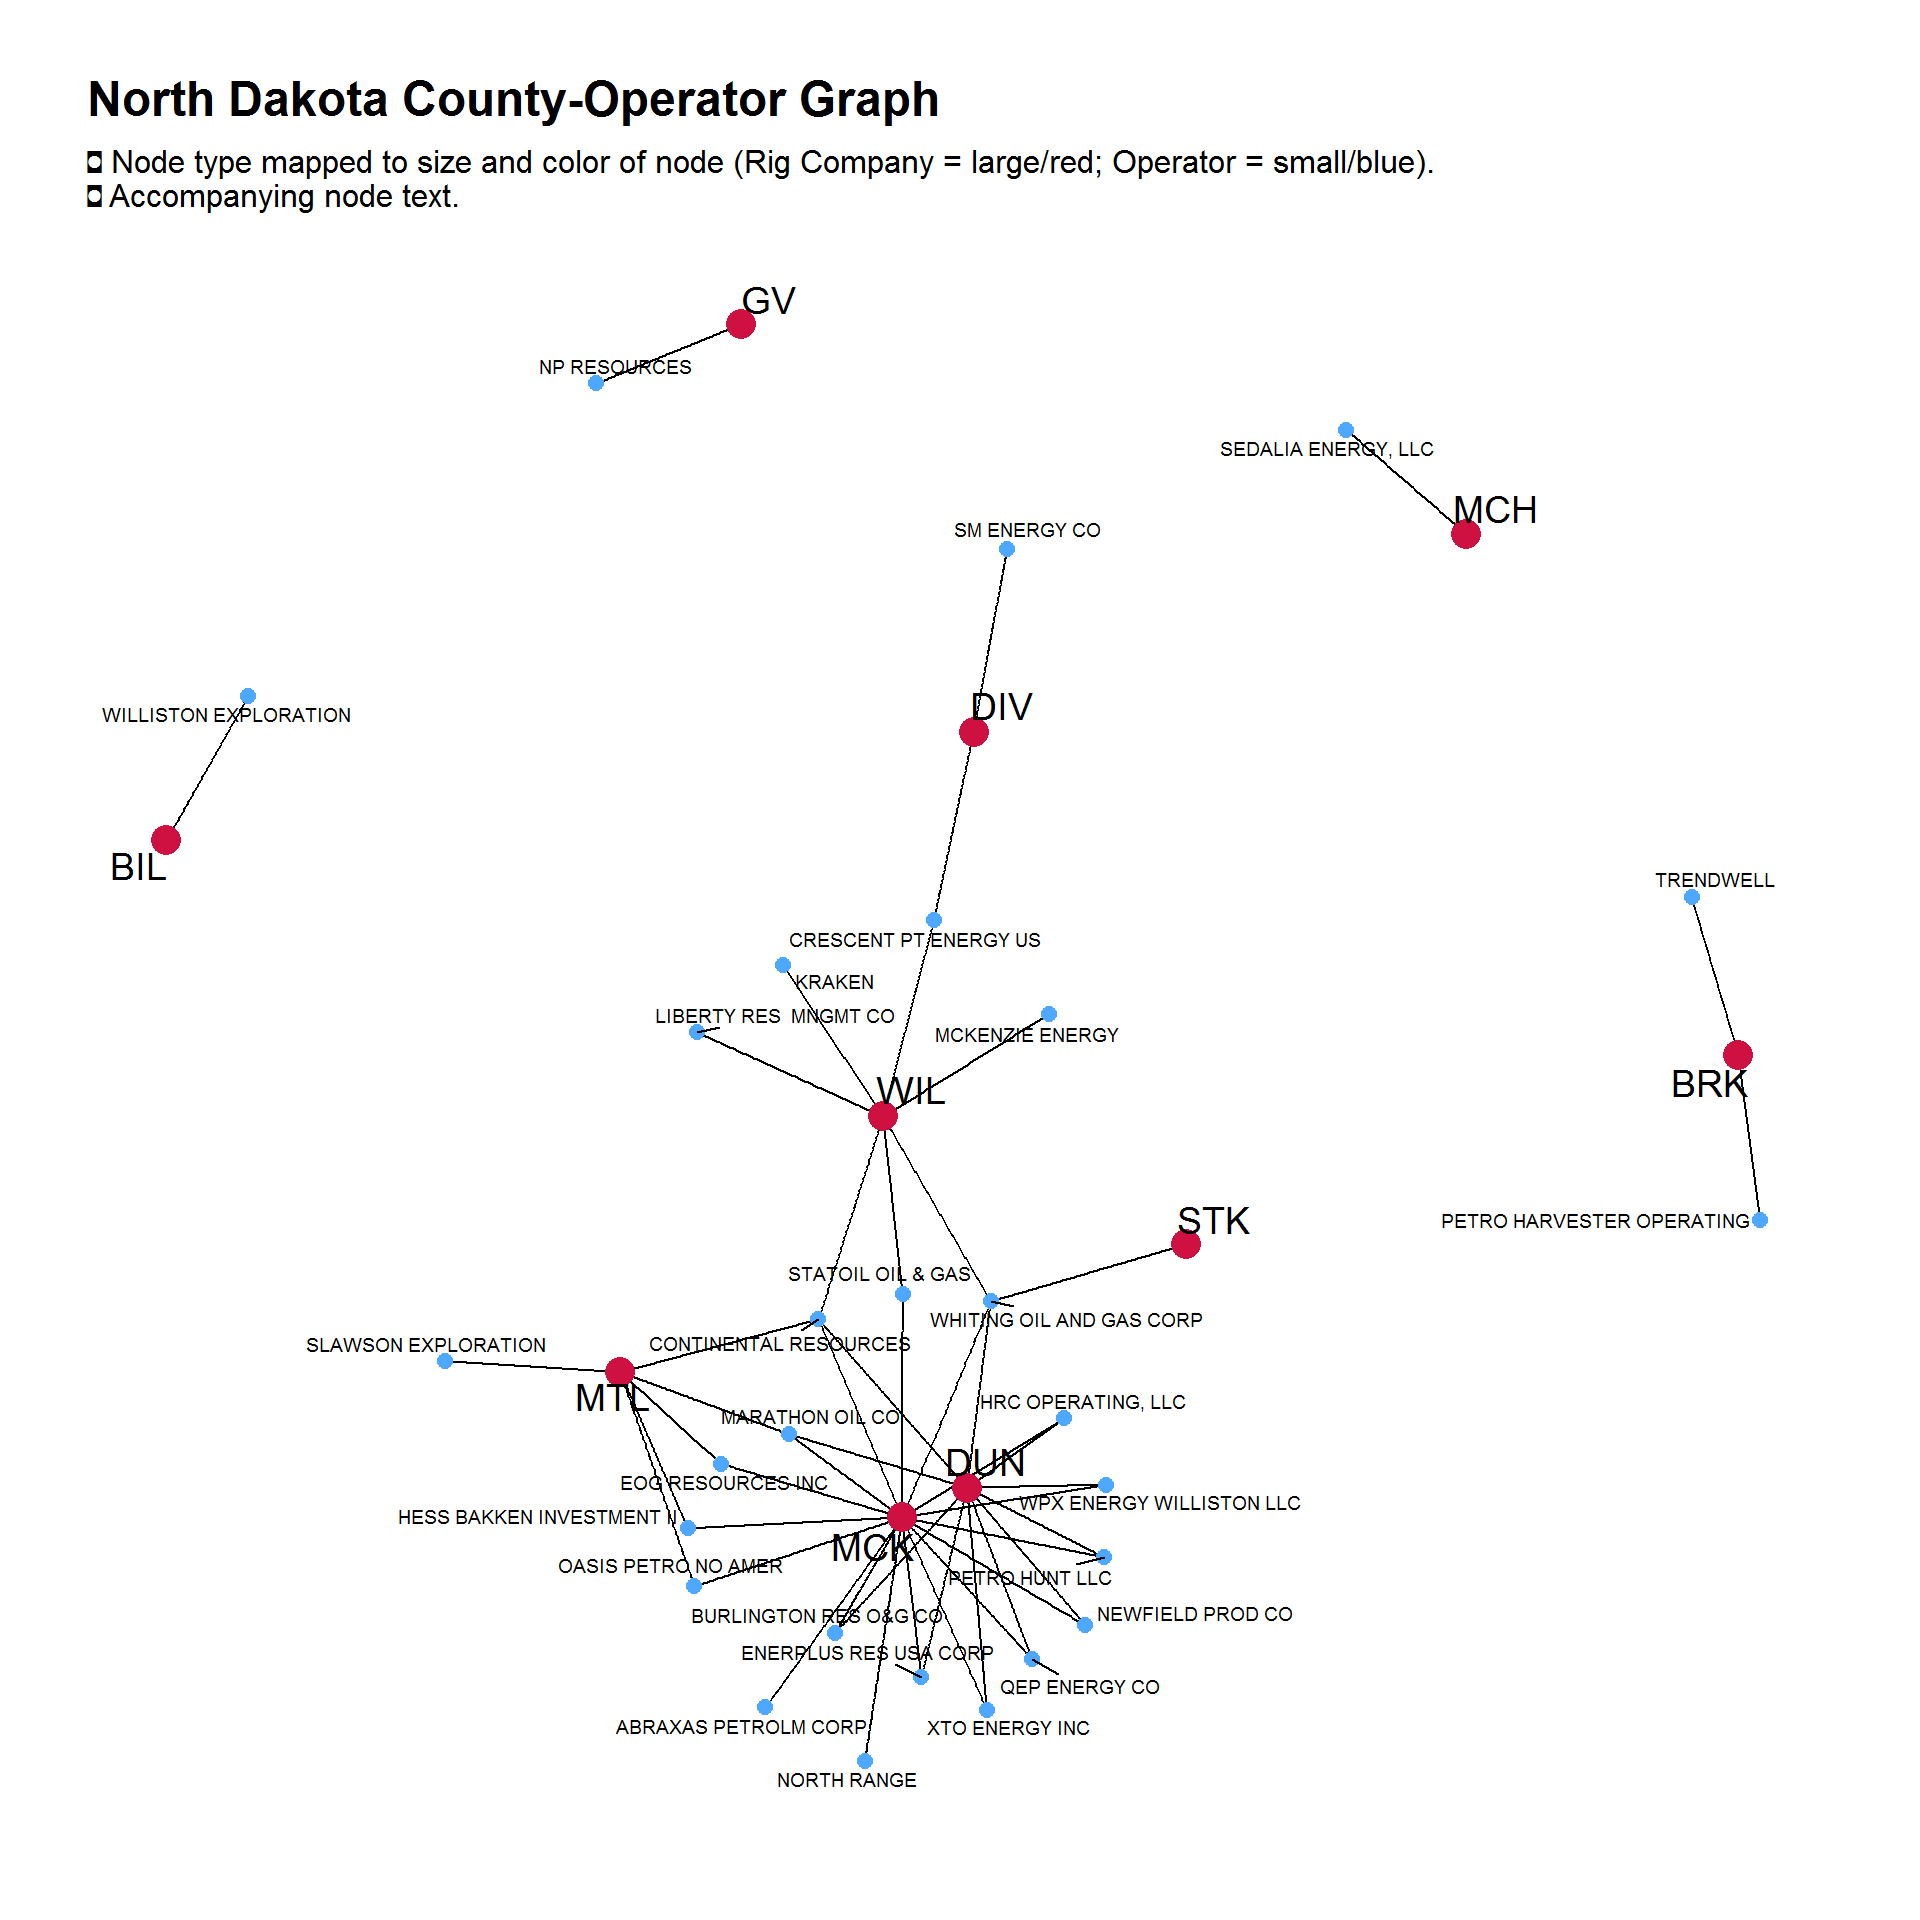 North Dakota County-Operator Graph
◘ Node type mapped to size and color of node (Rig Company = large/red; Operator = small/blue).
◘ Accompanying node text.
GV
NP RESOURCES
SEDALIA ENERGY, LLC
MCH
SM ENERGY CO
DIV
WILLISTON EXPLORATION
BIL
TRENDWELL
CRESCENT PT ENERGY US
KRAKEN
LIBERTY RES  MNGMT CO
MCKENZIE ENERGY
BRK
WIL
STK
PETRO HARVESTER OPERATING
STATOIL OIL & GAS
WHITING OIL AND GAS CORP
SLAWSON EXPLORATION
CONTINENTAL RESOURCES
MTL
HRC OPERATING, LLC
MARATHON OIL CO
DUN
EOG RESOURCES INC
WPX ENERGY WILLISTON LLC
HESS BAKKEN INVESTMENT II
MCK
OASIS PETRO NO AMER
PETRO HUNT LLC
BURLINGTON RES O&G CO
NEWFIELD PROD CO
ENERPLUS RES USA CORP
QEP ENERGY CO
ABRAXAS PETROLM CORP
XTO ENERGY INC
NORTH RANGE